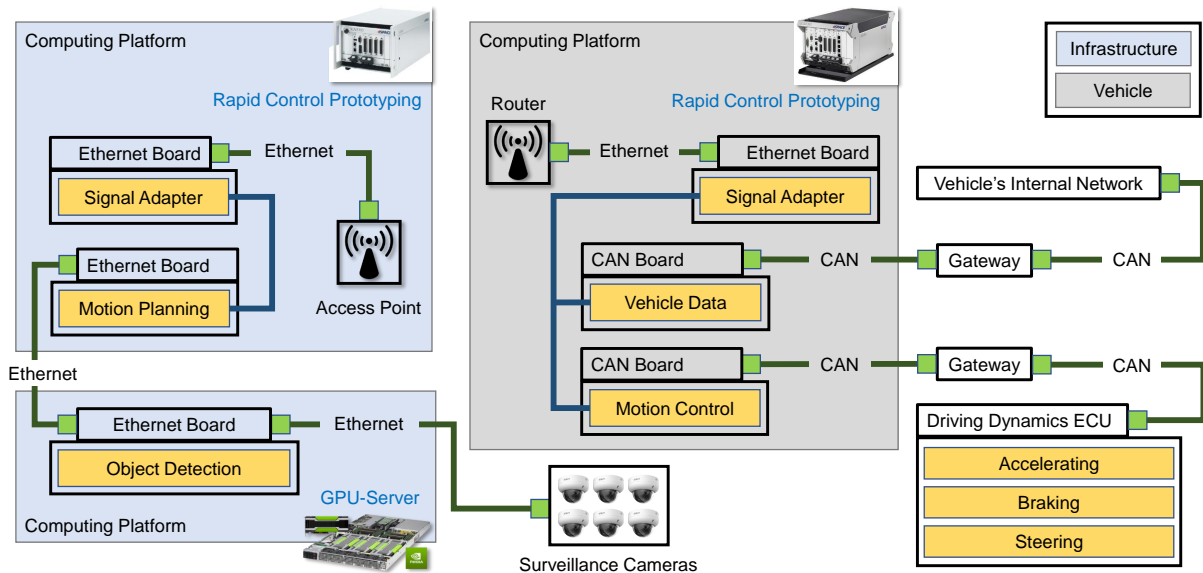 Computing Platform
Rapid Control Prototyping
Ethernet Board
Ethernet
Signal Adapter
Ethernet Board
Motion Planning
Access Point
Ethernet
Ethernet Board
Ethernet
Object Detection
GPU-Server
Computing Platform
Surveillance Cameras
Computing Platform
Rapid Control Prototyping
Router
Ethernet
Ethernet Board
Signal Adapter
CAN Board
CAN
Gateway
CAN
Vehicle Data
CAN Board
CAN
Gateway
CAN
Motion Control
Infrastructure
Vehicle
Vehicle's Internal Network
Driving Dynamics ECU
Accelerating
Braking
Steering